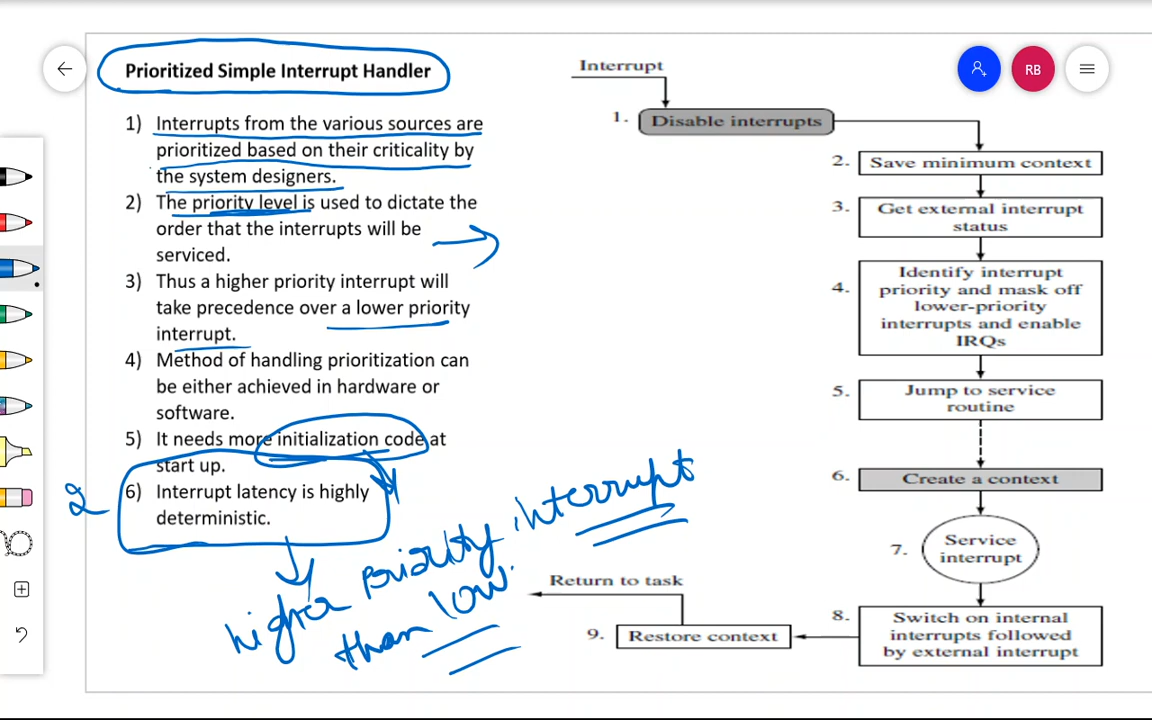 Prioritized Simple Interrupt Handler
1) Interrupts from the various sources are
prioritized based on their criticality by
the system designers.
2) The priority level is used to dictate the
order that the interrupts will be
serviced.
3) Thus a higher priority interrupt will
take precedence over a lower priority
interrupt.
4) Method of handling prioritization can
be either achieved in hardware or
software.
5) It needs more initialization code at
start up.
6) Interrupt latency is highly
deterministic.
2
higher priority interrupts
than low.
Interrupt
1. Disable interrupts
2. Save minimum context
3. Get external interrupt
status
4. Identify interrupt
priority and mask off
lower-priority
interrupts and enable
IRQs
5. Jump to service
routine
6. Create a context
7. Service
interrupt
8. Switch on internal
interrupts followed
by external interrupt
9. Restore context
Return to task
RB